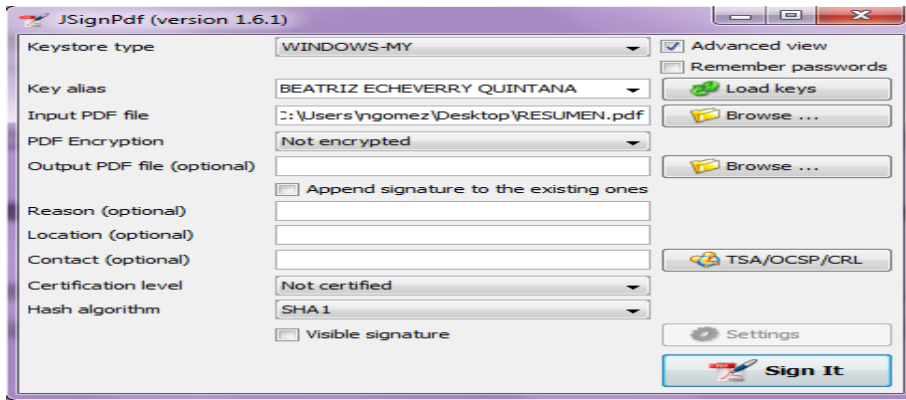 JSignPdf (version 1.6.1)
Keystore type WINDOWS-MY Advanced view
Remember passwords
Key alias BEATRIZ ECHEVERRY QUINTANA Load keys
Input PDF file C:\Users\ngomez\Desktop\RESUMEN.pdf Browse ...
PDF Encryption Not encrypted
Output PDF file (optional) Browse ...
Append signature to the existing ones
Reason (optional)
Location (optional)
Contact (optional) TSA/OCSP/CRL
Certification level Not certified
Hash algorithm SHA1
Visible signature Settings
Sign It